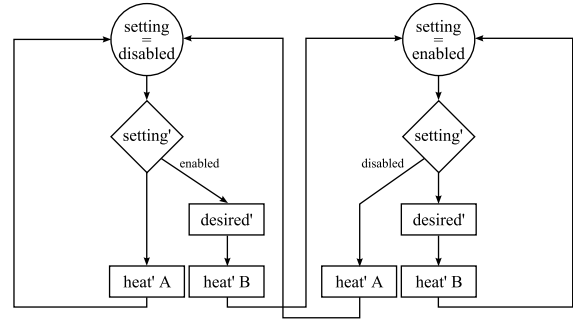 setting
=
disabled
setting'
enabled
desired'
heat' A
heat' B
setting
=
enabled
setting'
disabled
desired'
heat' A
heat' B